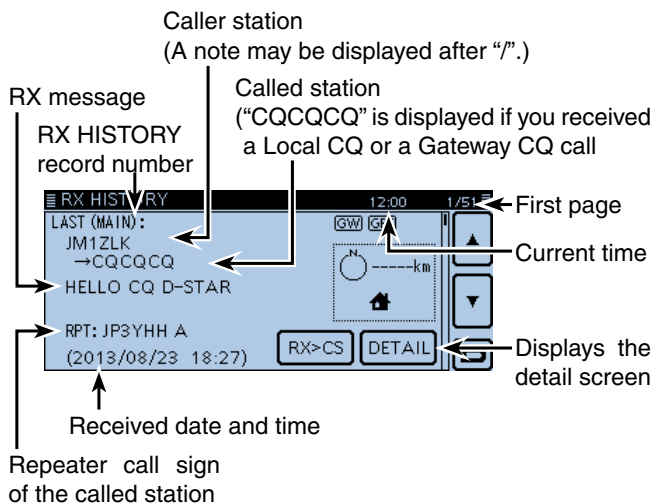 Caller station
(A note may be displayed after “/”.)
Called station
(“CQCQCQ” is displayed if you received
a Local CQ or a Gateway CQ call
RX message
RX HISTORY
record number
RX HISTORY 12:00 1/51
First page
LAST (MAIN):
GW
JM1ZLK
→CQCQCQ
Current time
N
-----km
HELLO CQ D-STAR
RPT: JP3YHH A
(2013/08/23 18:27)
RX>CS
DETAIL
Displays the
detail screen
Received date and time
Repeater call sign
of the called station